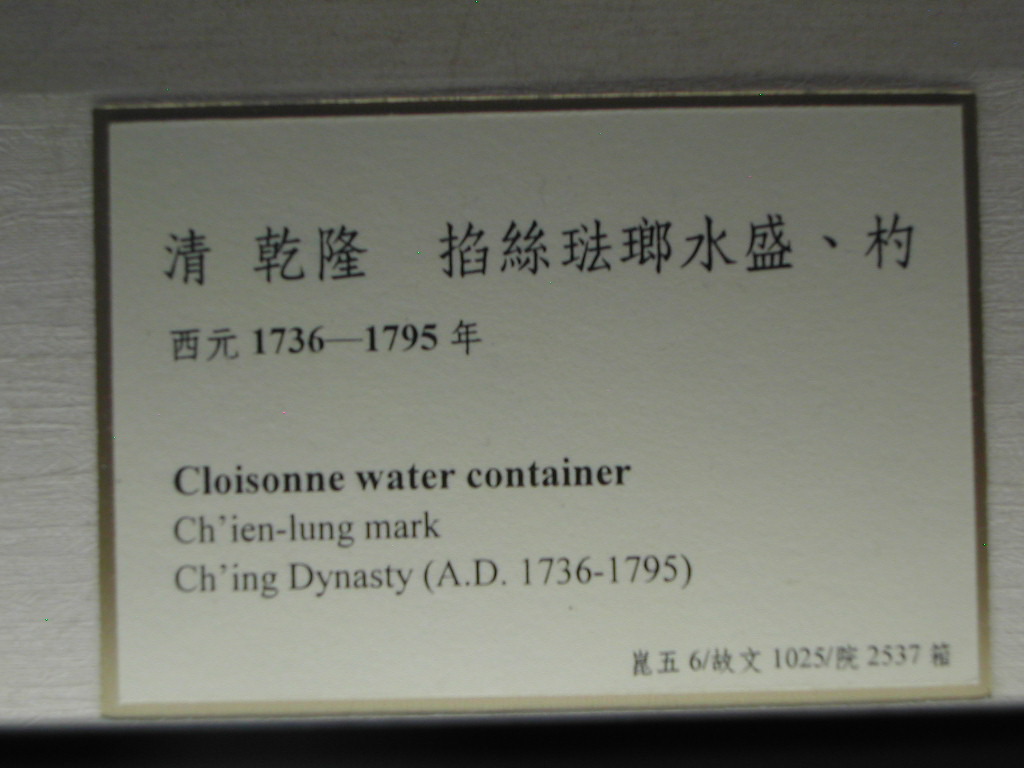 清 乾隆 掐絲琺瑯水盛、杓
西元 1736—1795 年
Cloisonne water container
Ch'ien-lung mark
Ch'ing Dynasty (A.D. 1736-1795)
崑五 6/故文 1025/院 2537 箱